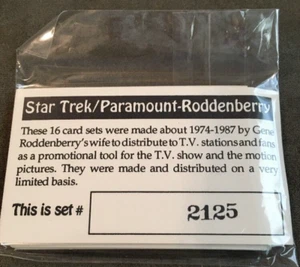 Star Trek/Paramount-Roddenberry
These 16 card sets were made about 1974-1987 by Gene
Roddenberry's wife to distribute to T.V. stations and fans
as a promotional tool for the T.V. show and the motion
pictures. They were made and distributed on a very
limited basis.
This is set # 2125